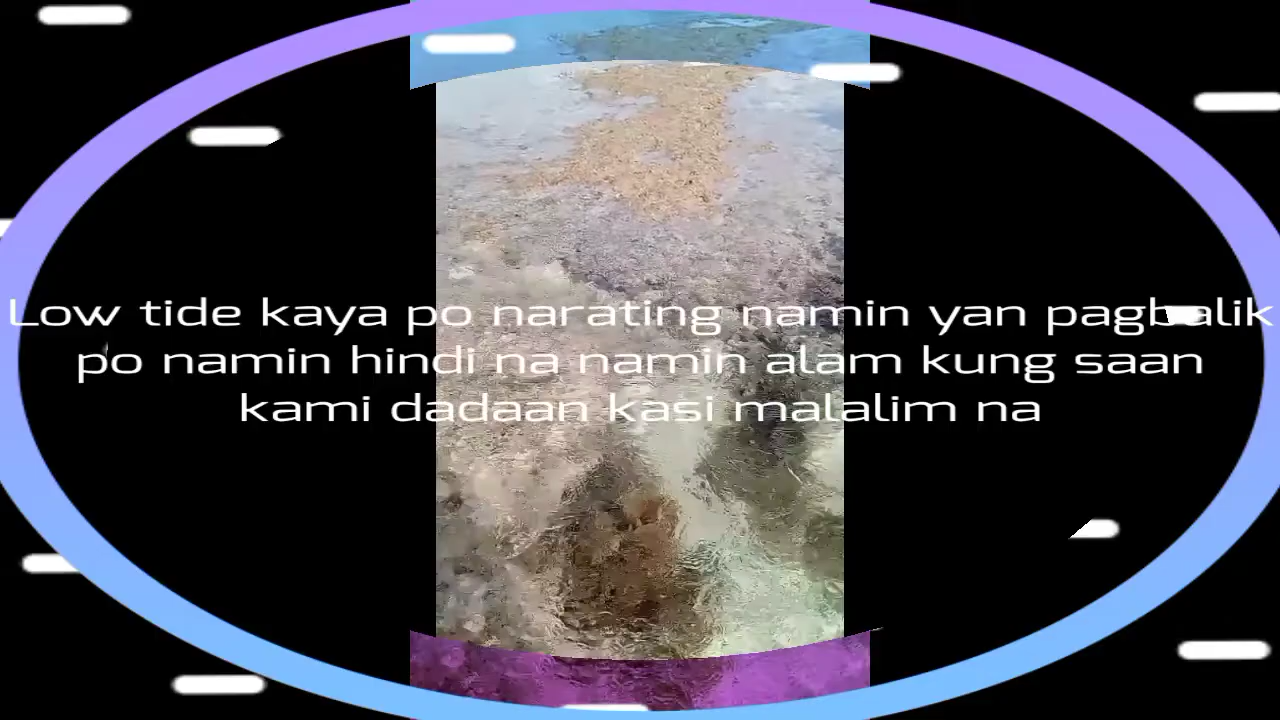 Low tide kaya po narating namin yan pagbalik
po namin hindi na namin alam kung saan
kami dadaan kasi malalim na